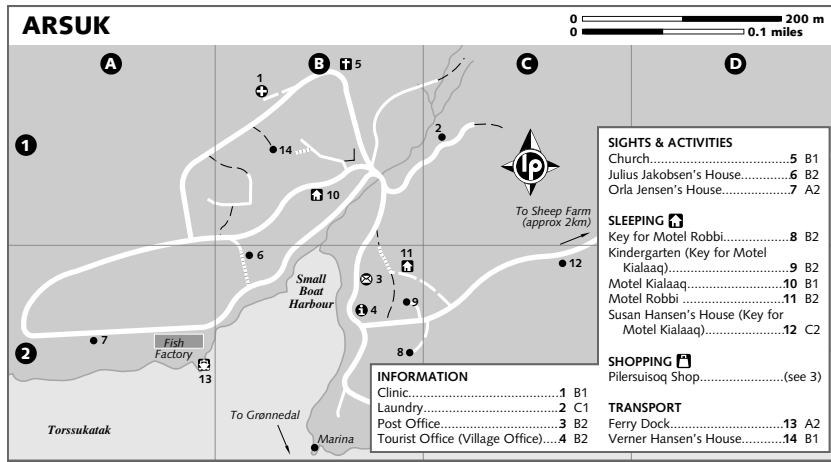 ARSUK
0 200 m
0 0.1 miles
A B C D
1
2
1
5
2
14
10
To Sheep Farm
(approx 2km)
6
11
12
Small
Boat
Harbour
3
9
4
7
Fish
Factory
8
13
To Grønnedal
Torssukatak
Marina
lp
INFORMATION
Clinic..................................1 B1
Laundry..............................2 C1
Post Office..........................3 B2
Tourist Office (Village Office)....4 B2
SIGHTS & ACTIVITIES
Church..................................5 B1
Julius Jakobsen's House..............6 B2
Orla Jensen's House..................7 A2
SLEEPING
Key for Motel Robbi..................8 B2
Kindergarten (Key for Motel
Kialaaq)..............................9 B2
Motel Kialaaq........................10 B1
Motel Robbi..........................11 B2
Susan Hansen's House (Key for
Motel Kialaaq)......................12 C2
SHOPPING
Pilersuisoq Shop....................(see 3)
TRANSPORT
Ferry Dock..........................13 A2
Verner Hansen's House..............14 B1